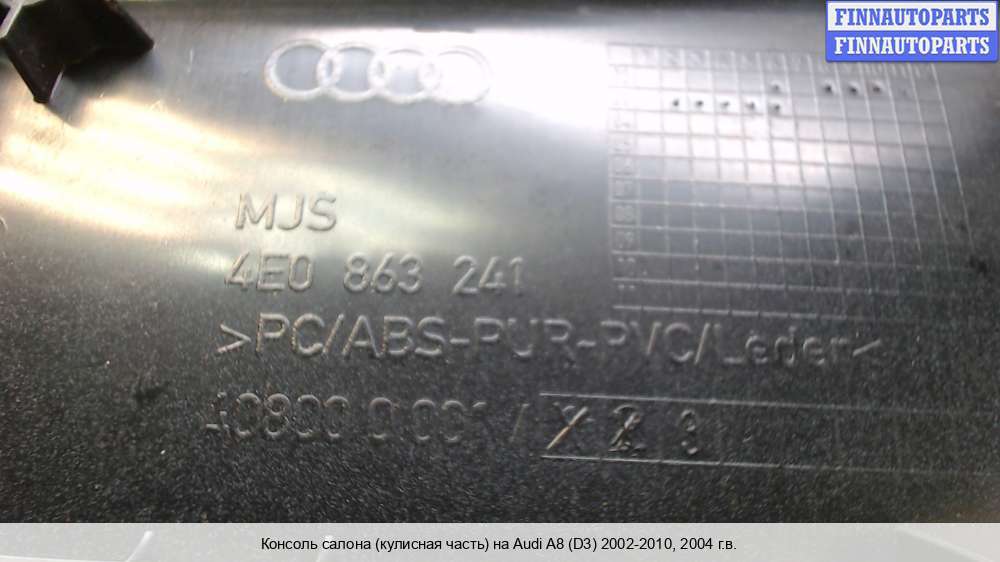 FINNAUTOPARTS
FINNAUTOPARTS
MJS
4E0 863 241
>PC/ABS-PUR-PVC/Leder<
Консоль салона (кулисная часть) на Audi A8 (D3) 2002-2010, 2004 г.в.